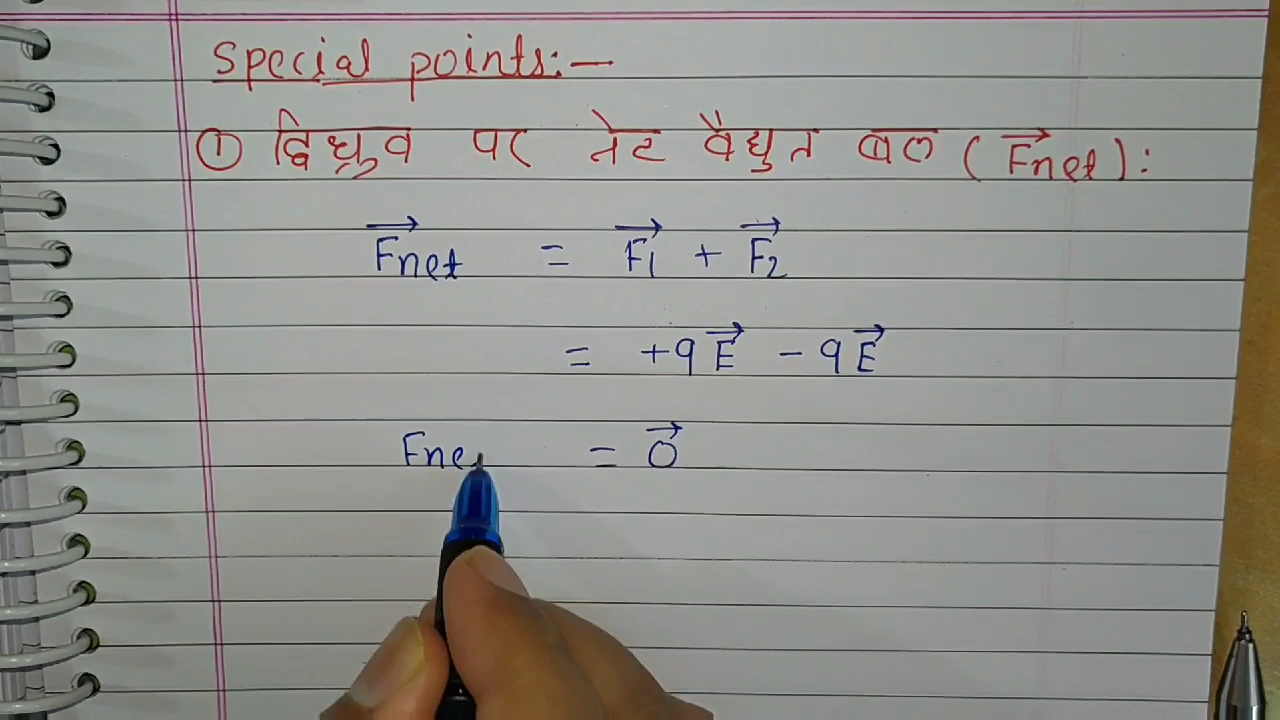 Special points:—
① द्विध्रुव पर नेट वैद्युत बल (F⃗net):
F⃗net = F⃗1 + F⃗2
= +qE⃗ - qE⃗
Fne = 0⃗